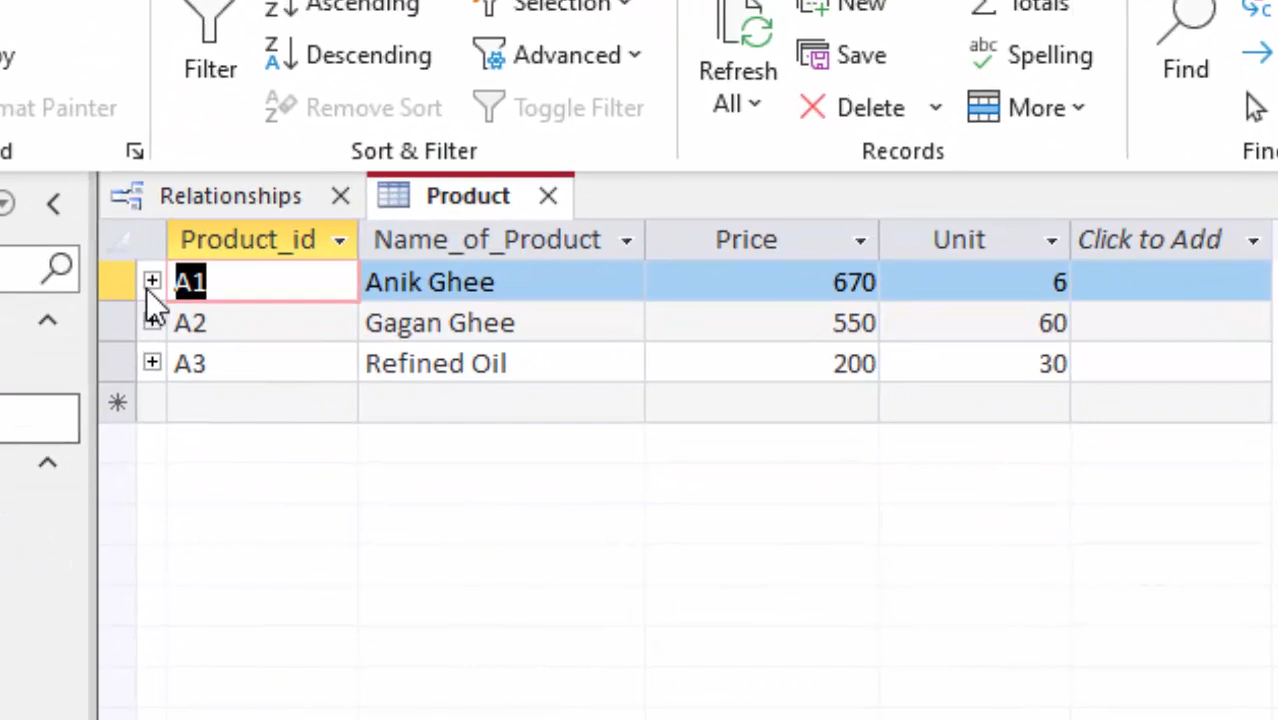 Ascending Selection New Totals
Filter Descending Advanced Refresh All Save abc Spelling Find
mat Painter Remove Sort Toggle Filter Delete More
Sort & Filter Records
Relationships Product
Product_id Name_of_Product Price Unit Click to Add
A1 Anik Ghee 670 6
A2 Gagan Ghee 550 60
A3 Refined Oil 200 30